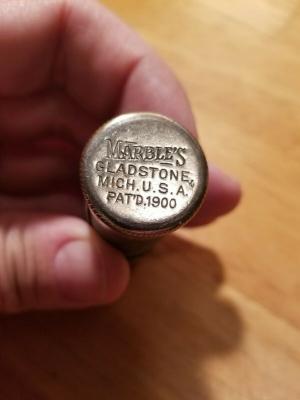 MARBLE'S
GLADSTONE,
MICH. U.S.A.
PAT'D. 1900